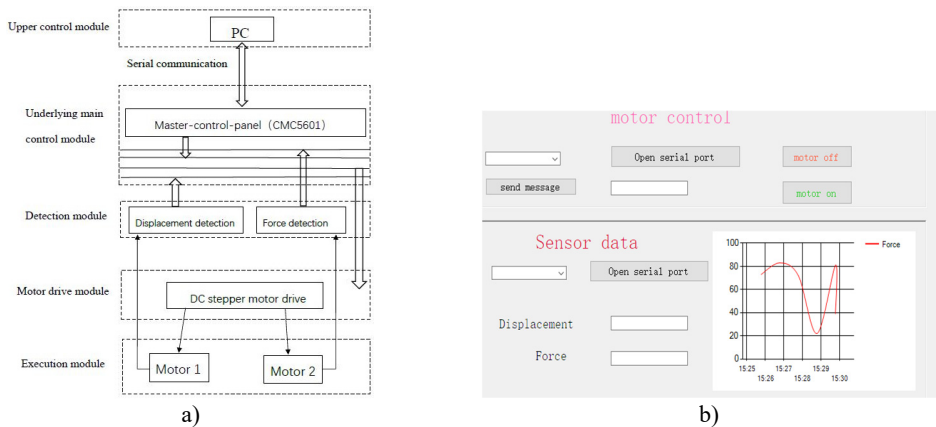 Upper control module
PC
Serial communication
Underlying main
control module
Master-control-panel（CMC5601）
Detection module
Displacement detection
Force detection
Motor drive module
DC stepper motor drive
Execution module
Motor 1
Motor 2
a)
motor control
Open serial port
motor off
send message
motor on
Sensor data
Open serial port
Displacement
Force
100
80
60
40
20
0
Force
15:25
15:27
15:29
15:26
15:28
15:30
b)